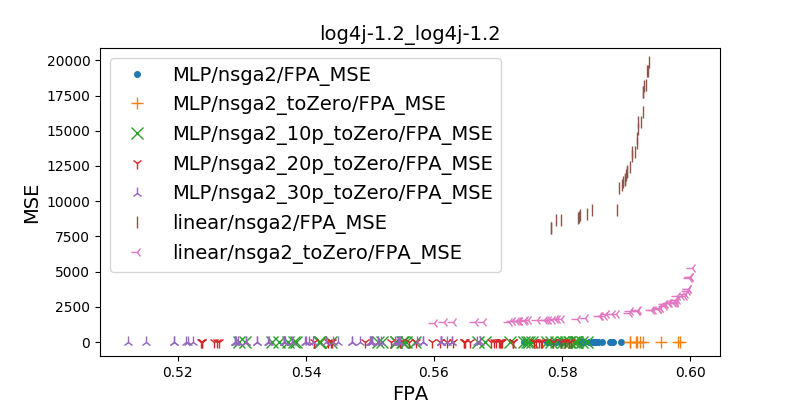 log4j-1.2_log4j-1.2
20000
17500
15000
12500
10000
7500
5000
2500
0
MSE
MLP/nsga2/FPA_MSE
MLP/nsga2_toZero/FPA_MSE
MLP/nsga2_10p_toZero/FPA_MSE
MLP/nsga2_20p_toZero/FPA_MSE
MLP/nsga2_30p_toZero/FPA_MSE
linear/nsga2/FPA_MSE
linear/nsga2_toZero/FPA_MSE
0.52 0.54 0.56 0.58 0.60
FPA